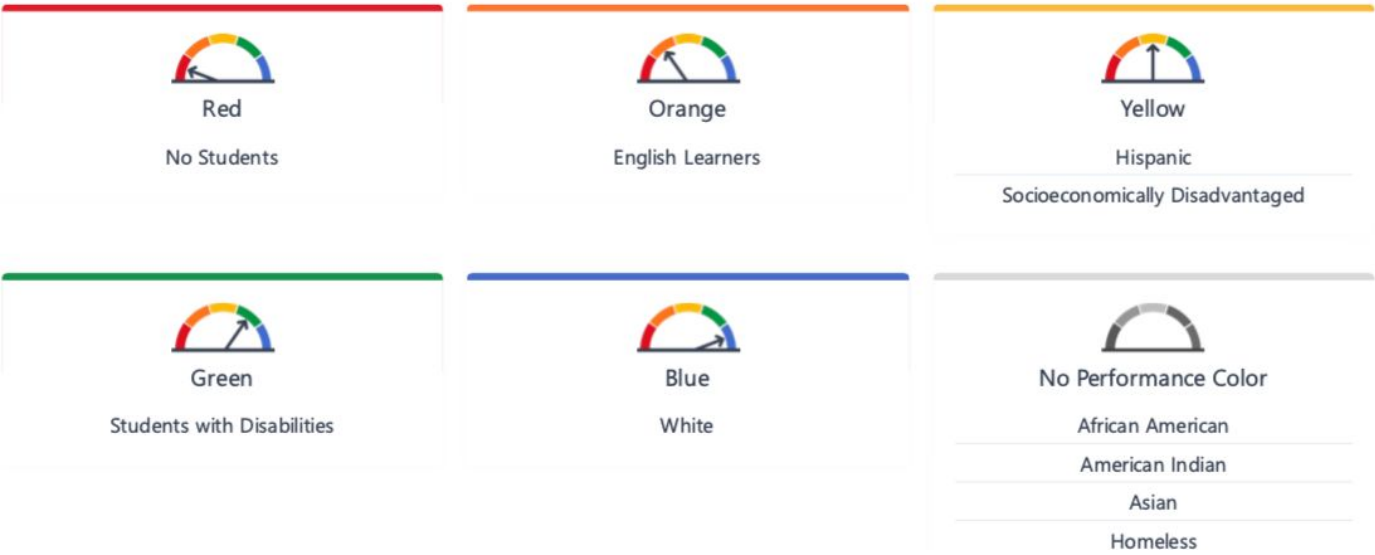 Red
No Students
Orange
English Learners
Yellow
Hispanic
Socioeconomically Disadvantaged
Green
Students with Disabilities
Blue
White
No Performance Color
African American
American Indian
Asian
Homeless